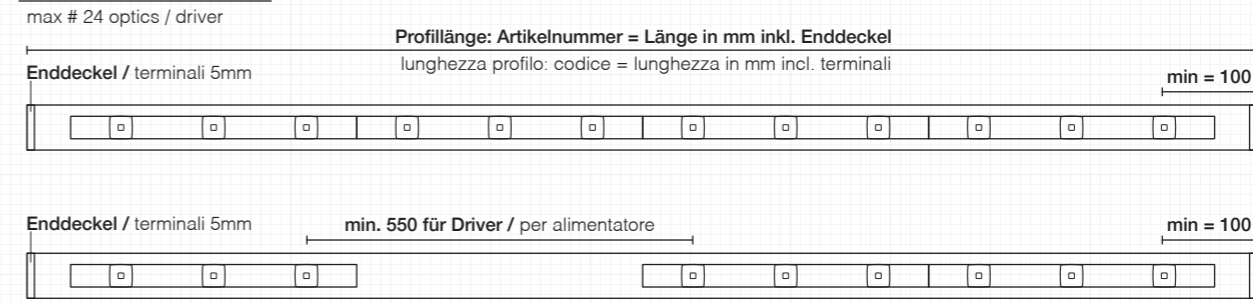 max # 24 optics / driver
Profillänge: Artikelnummer = Länge in mm inkl. Enddeckel
lunghezza profilo: codice = lunghezza in mm incl. terminali
Enddeckel / terminali 5mm
min = 100
Enddeckel / terminali 5mm
min. 550 für Driver / per alimentatore
min = 100